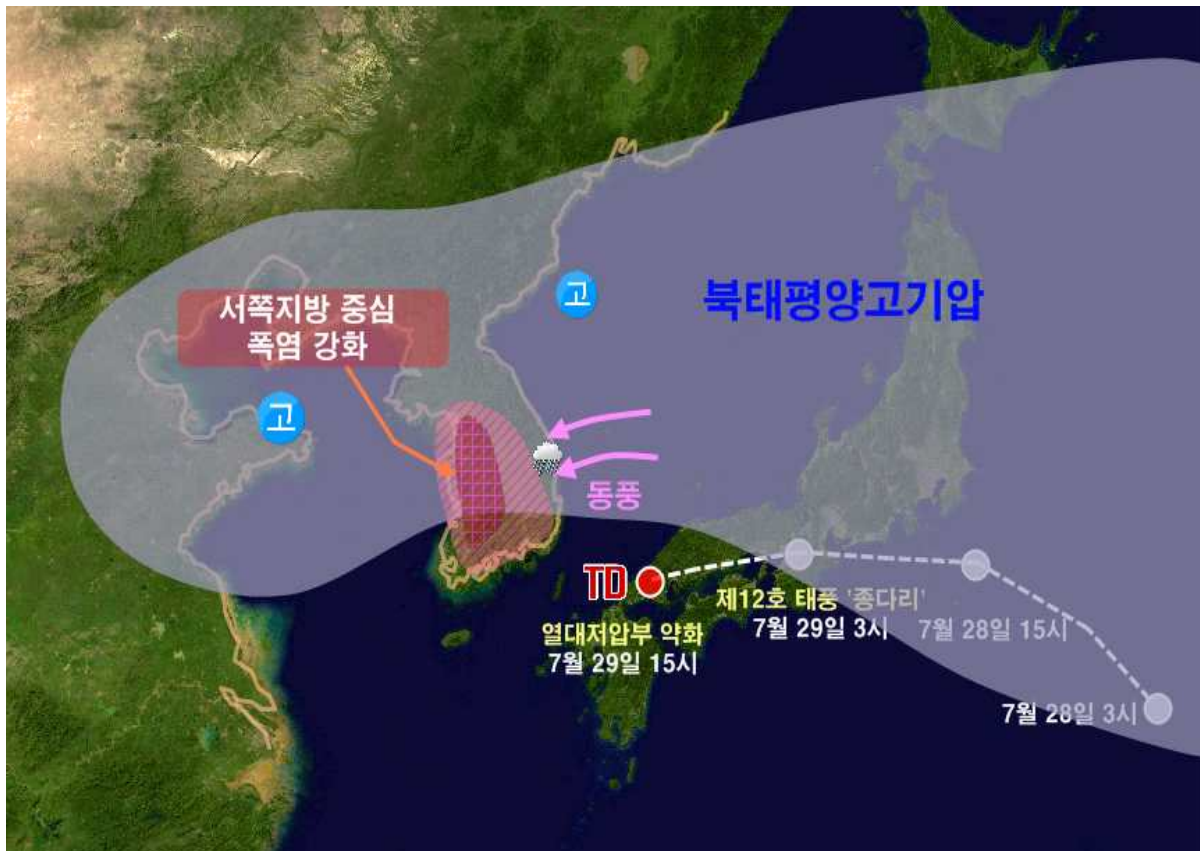 고
북태평양고기압
서쪽지방 중심
폭염 강화
고
동풍
TD
제12호 태풍 '종다리'
7월 29일 3시
7월 28일 15시
열대저압부 약화
7월 29일 15시
7월 28일 3시